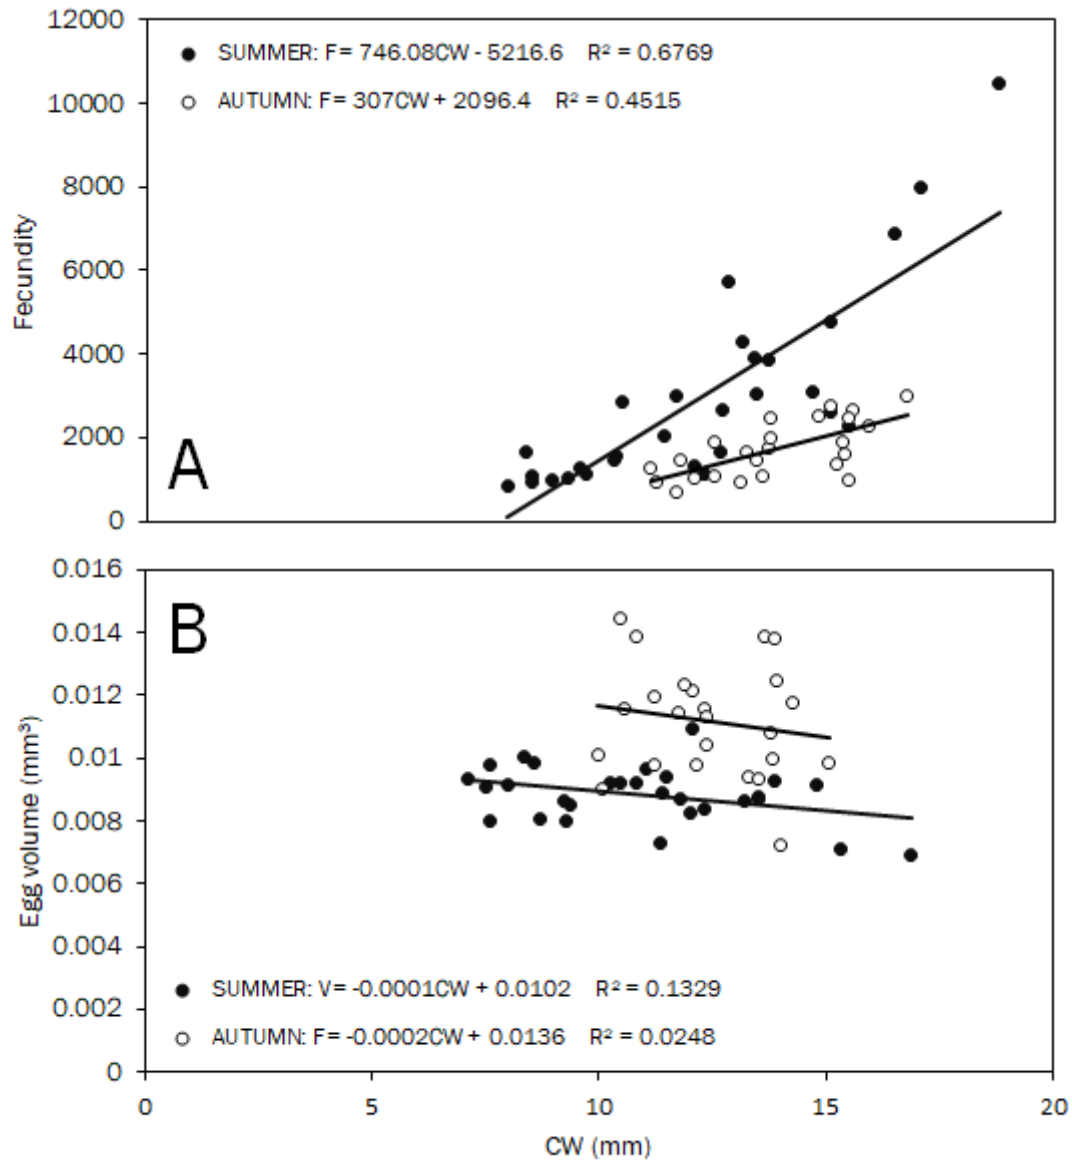 12000
SUMMER: F= 746.08CW - 5216.6 R² = 0.6769
AUTUMN: F= 307CW + 2096.4 R² = 0.4515
10000
8000
6000
4000
2000
0
Fecundity
A
0.016
0.014
0.012
0.01
0.008
0.006
0.004
0.002
0
Egg volume (mm³)
B
SUMMER: V= -0.0001CW + 0.0102 R² = 0.1329
AUTUMN: F= -0.0002CW + 0.0136 R² = 0.0248
0 5 10 15 20
CW (mm)